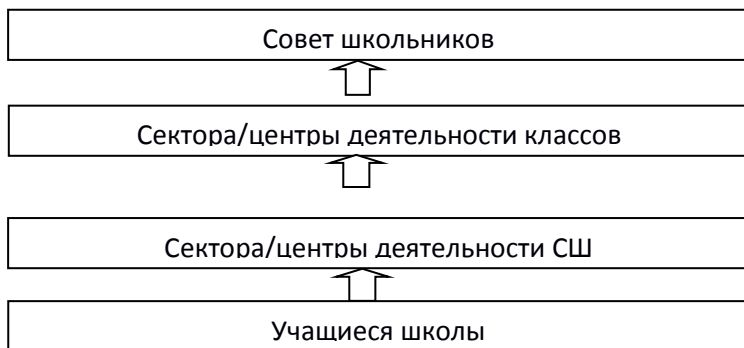 Совет школьников
Сектора/центры деятельности классов
Сектора/центры деятельности СШ
Учащиеся школы